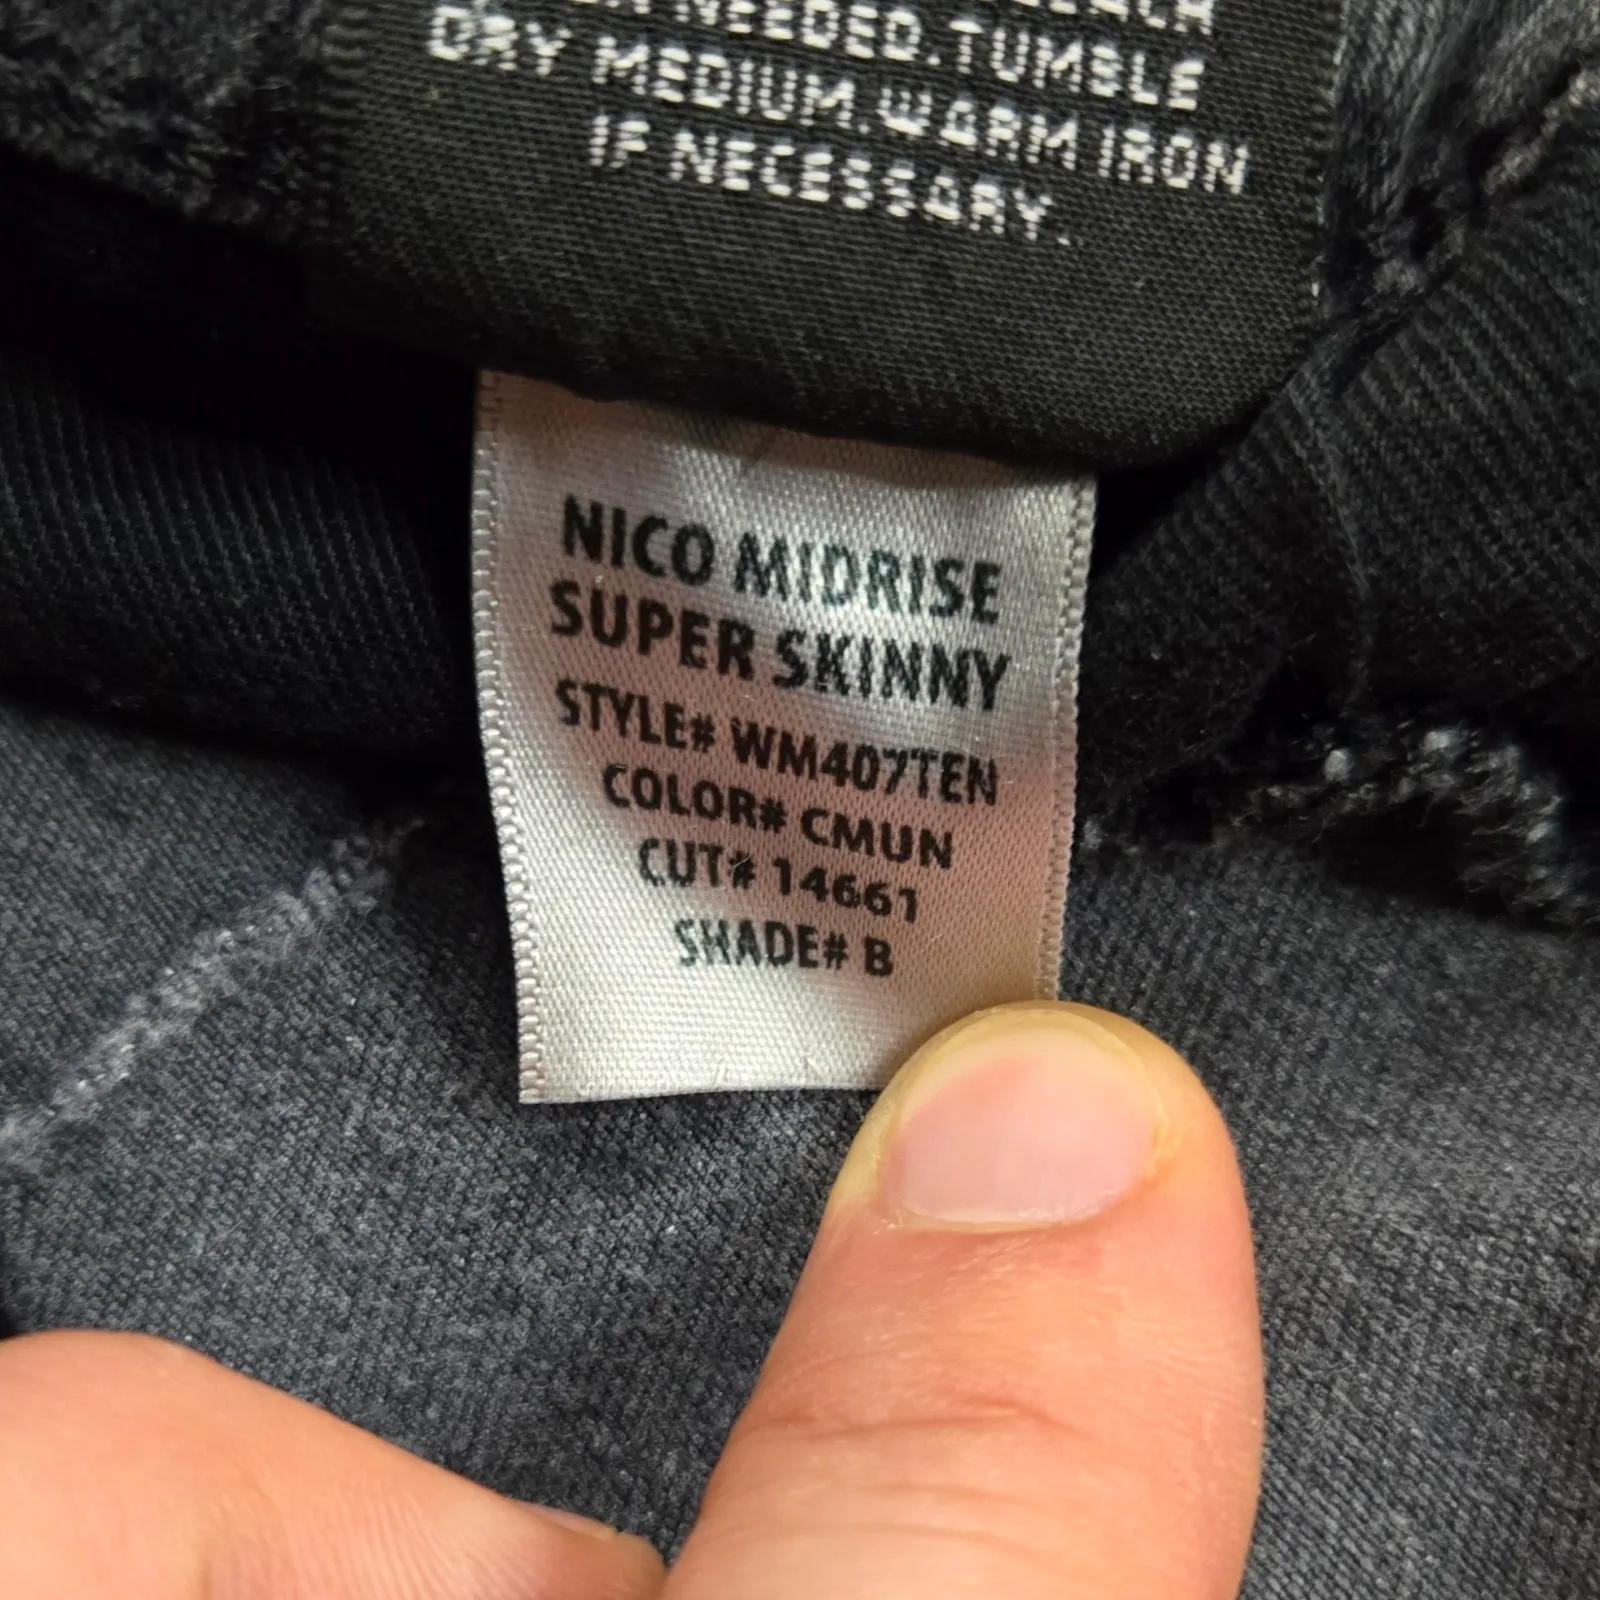 NEEDED.TUMBLE
DRY MEDIUM.WARM IRON
IF NECESSARY.
NICO MIDRISE
SUPER SKINNY
STYLE# WM407TEN
COLOR# CMUN
CUT# 14661
SHADE# B